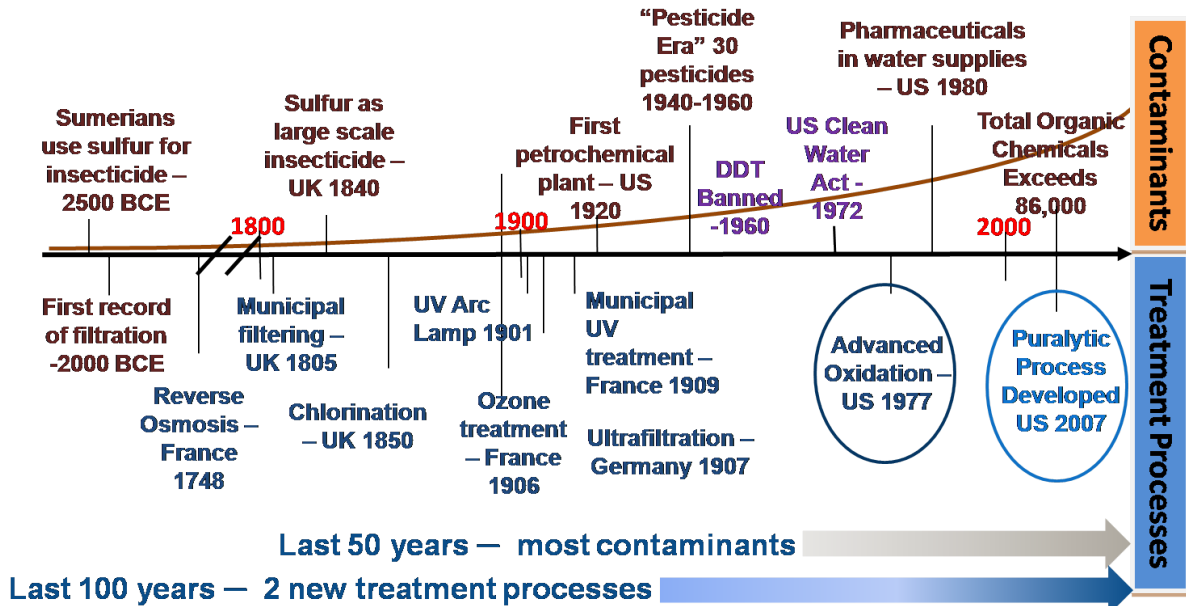 “Pesticide
Era” 30
pesticides
1940-1960
Pharmaceuticals
in water supplies
– US 1980
Contaminants
Sumerians
use sulfur for
insecticide –
2500 BCE
Sulfur as
large scale
insecticide –
UK 1840
First
petrochemical
plant – US
1920
DDT
Banned
-1960
US Clean
Water
Act -
1972
Total Organic
Chemicals
Exceeds
86,000
1800
1900
2000
First record
of filtration
-2000 BCE
Reverse
Osmosis –
France
1748
Municipal
filtering –
UK 1805
Chlorination
– UK 1850
UV Arc
Lamp 1901
Ozone
treatment
– France
1906
Municipal
UV
treatment –
France 1909
Ultrafiltration –
Germany 1907
Advanced
Oxidation –
US 1977
Puralytic
Process
Developed
US 2007
Treatment Processes
Last 50 years — most contaminants
Last 100 years — 2 new treatment processes